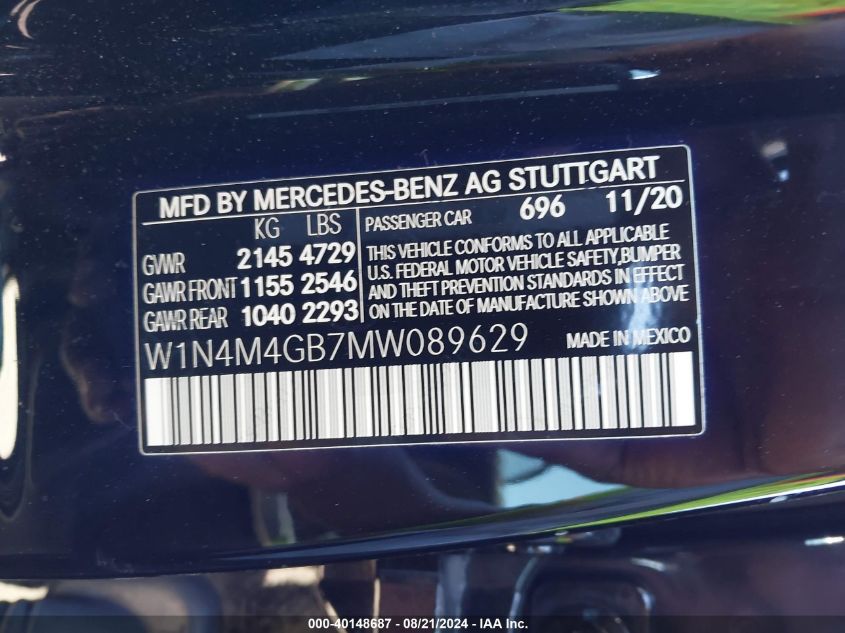 MFD BY MERCEDES-BENZ AG STUTTGART
KG LBS
GVWR 2145 4729
GAWR FRONT 1155 2546
GAWR REAR 1040 2293
PASSENGER CAR 696 11/20
THIS VEHICLE CONFORMS TO ALL APPLICABLE
U.S. FEDERAL MOTOR VEHICLE SAFETY,BUMPER
AND THEFT PREVENTION STANDARDS IN EFFECT
ON THE DATE OF MANUFACTURE SHOWN ABOVE
W1N4M4GB7MW089629 MADE IN MEXICO
000-40148687 - 08/21/2024 - IAA Inc.